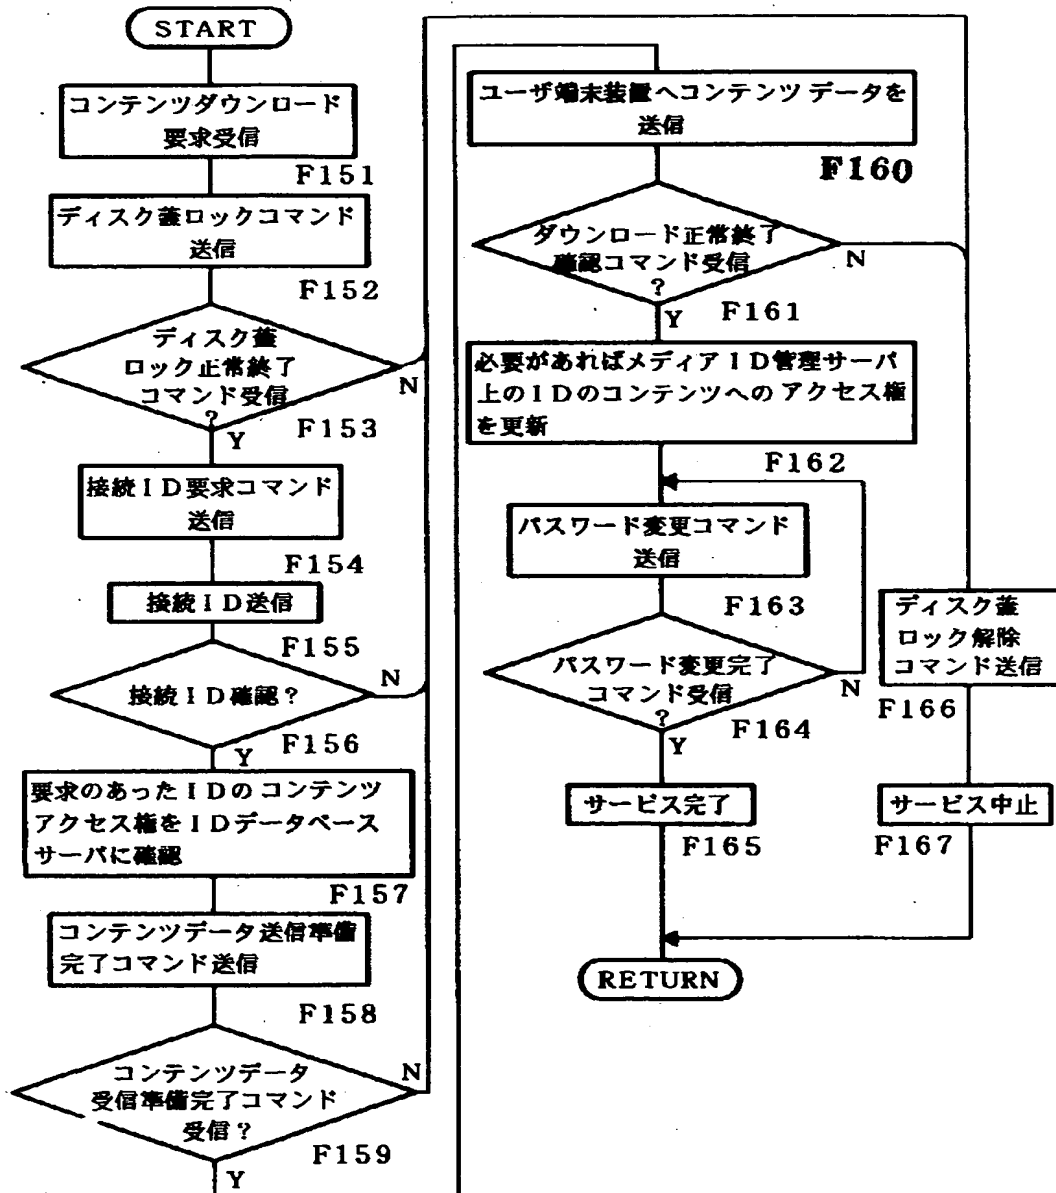 START
コンテンツダウンロード
要求受信
F151
ディスク蓋ロックコマンド
送信
F152
ディスク蓋
ロック正常終了
コマンド受信
?
N
F153
Y
接続ID要求コマンド
送信
F154
接続ID送信
F155
接続ID確認?
N
F156
Y
要求のあったIDのコンテンツ
アクセス権をIDデータベース
サーバに確認
F157
コンテンツデータ送信準備
完了コマンド送信
F158
コンテンツデータ
受信準備完了コマンド
受信?
N
F159
Y
ユーザ端末装置へコンテンツデータを
送信
F160
ダウンロード正常終了
確認コマンド受信
?
N
F161
Y
必要があればメディアID管理サーバ
上のIDのコンテンツへのアクセス権
を更新
F162
パスワード変更コマンド
送信
F163
パスワード変更完了
コマンド受信
?
N
F164
Y
サービス完了
F165
ディスク蓋
ロック解除
コマンド送信
F166
サービス中止
F167
RETURN